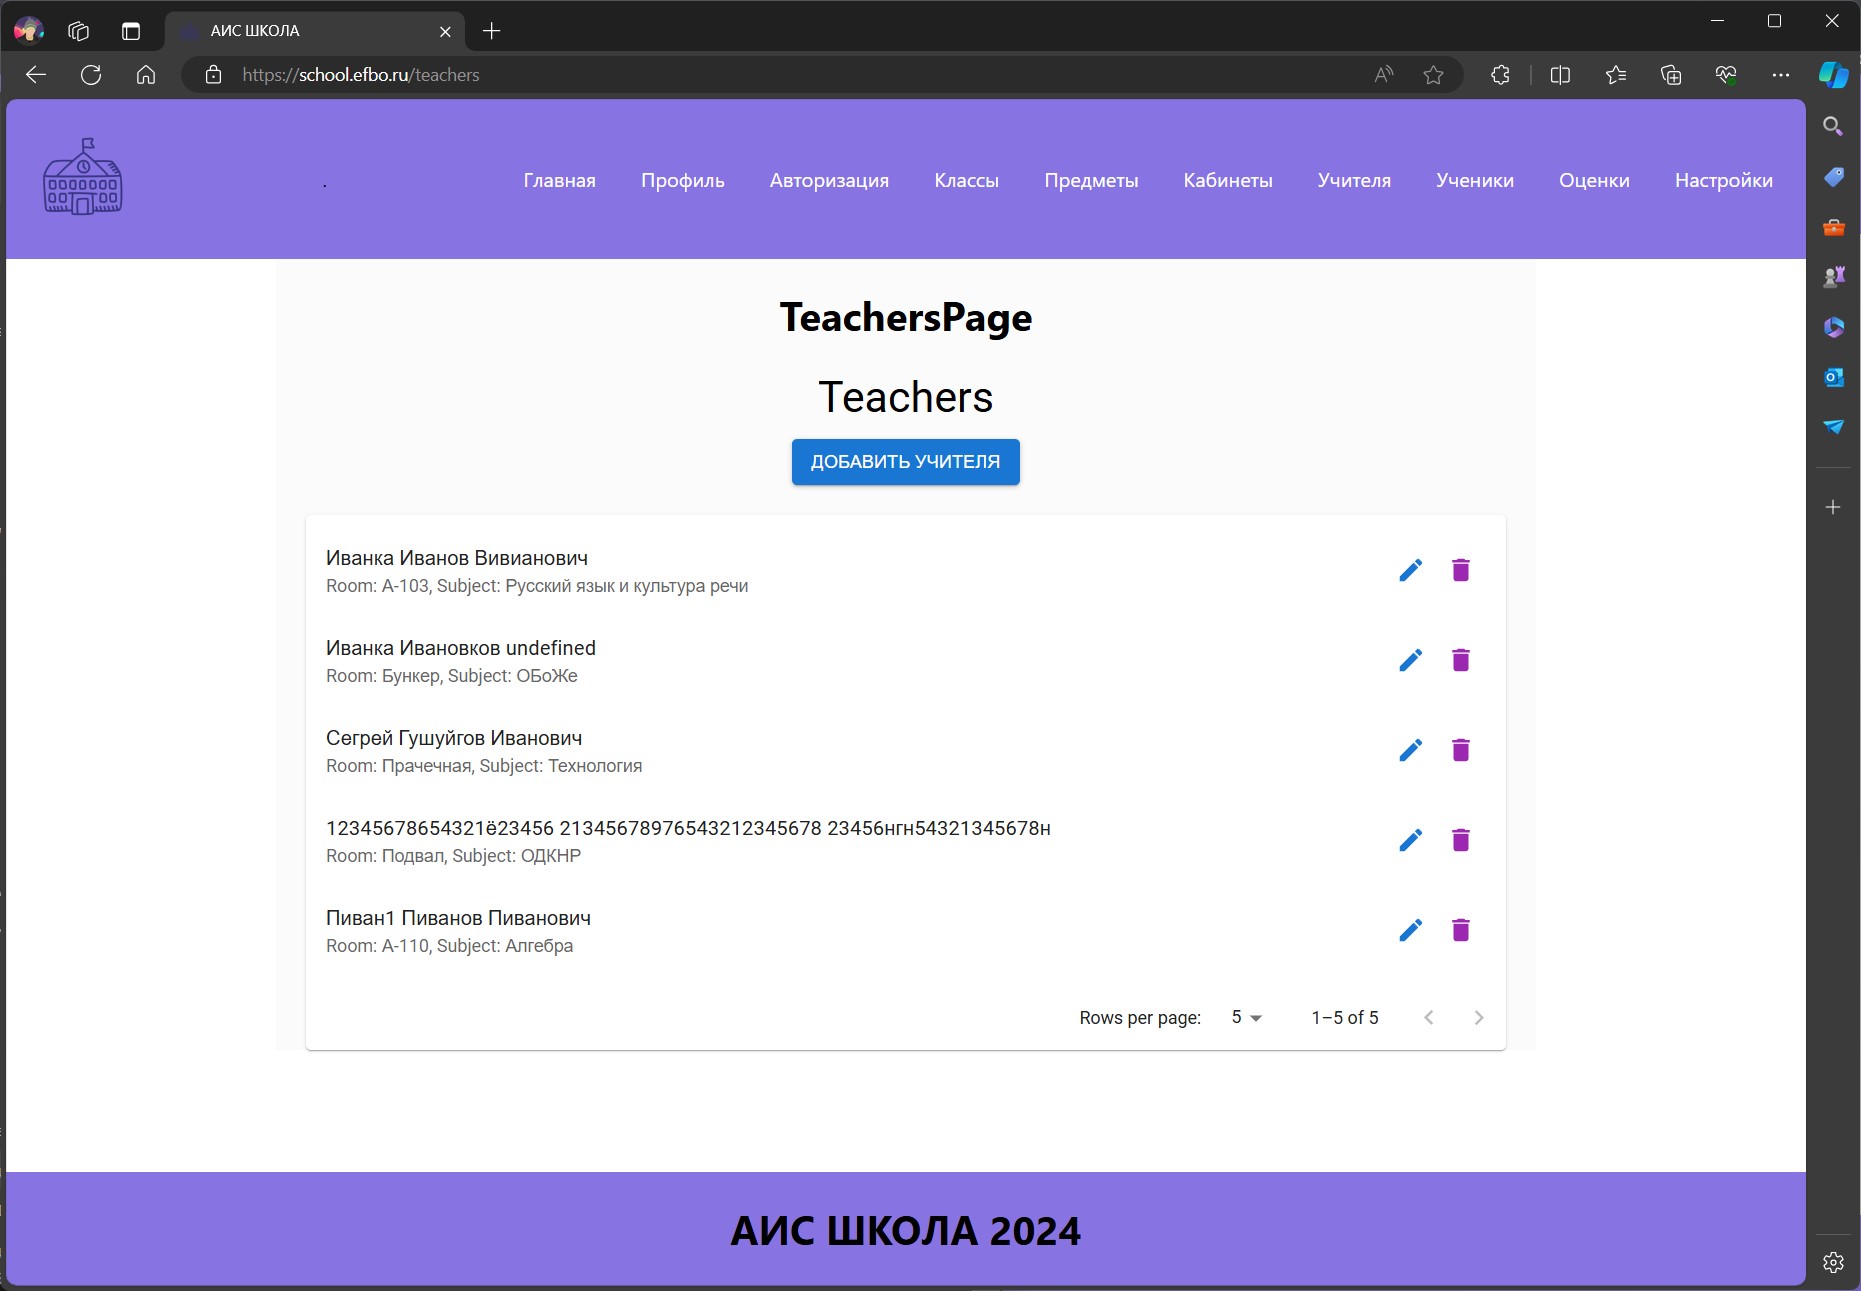 АИС ШКОЛА
https://school.efbo.ru/teachers
Главная Профиль Авторизация Классы Предметы Кабинеты Учителя Ученики Оценки Настройки
TeachersPage
Teachers
ДОБАВИТЬ УЧИТЕЛЯ
Иванка Иванов Вивианович
Room: А-103, Subject: Русский язык и культура речи
Иванка Ивановков undefined
Room: Бункер, Subject: ОБоЖе
Сегрей Гушуйгов Иванович
Room: Прачечная, Subject: Технология
12345678654321ё23456 21345678976543212345678 23456нгн54321345678н
Room: Подвал, Subject: ОДКНР
Пиван1 Пиванов Пиванович
Room: А-110, Subject: Алгебра
Rows per page: 5 1–5 of 5
АИС ШКОЛА 2024